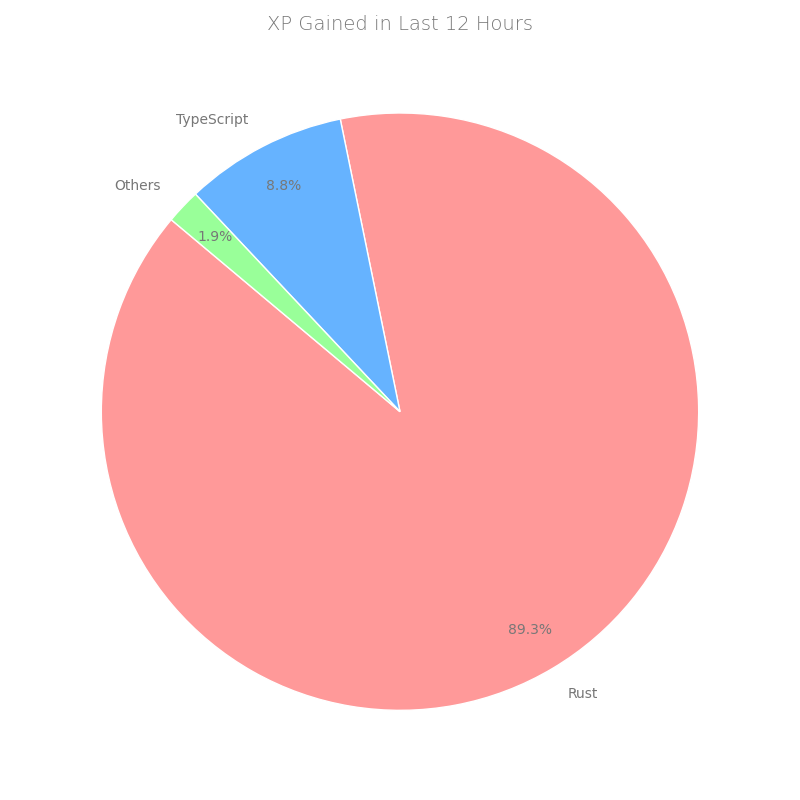 XP Gained in Last 12 Hours
TypeScript
8.8%
Others
1.9%
89.3%
Rust